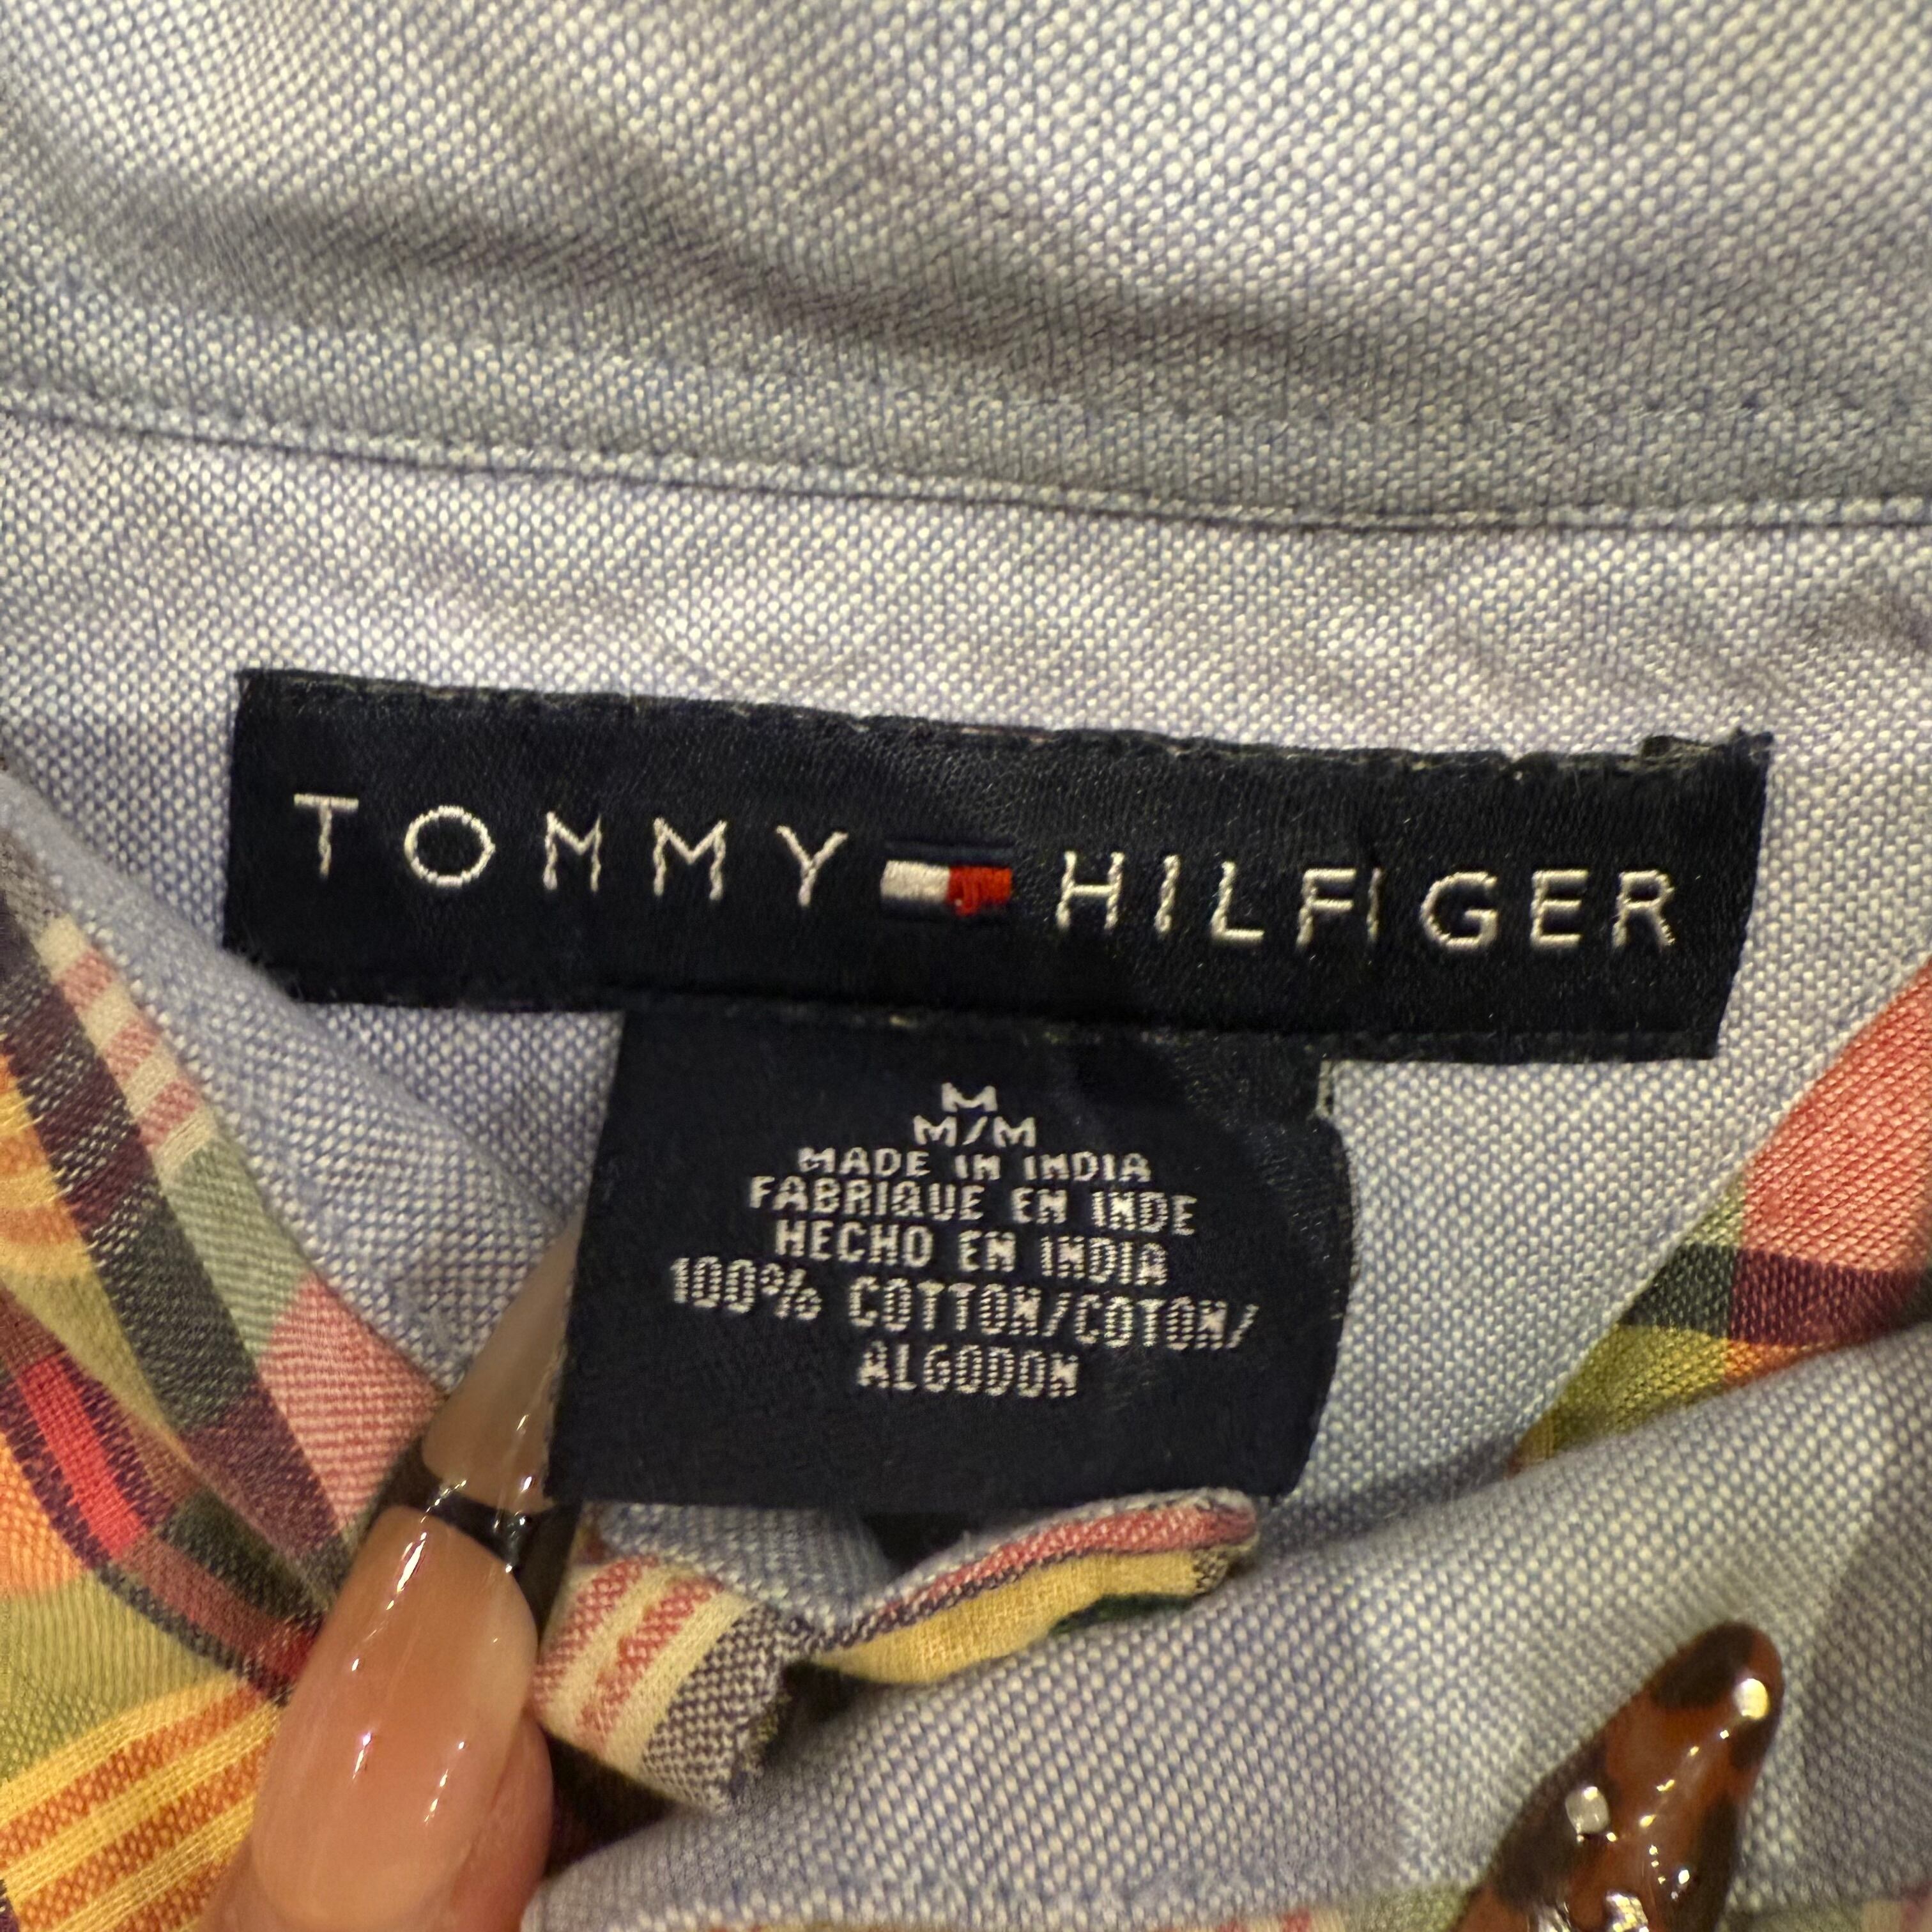 TOMMY HILFIGER
M
M/M
MADE IN INDIA
FABRIQUE EN INDE
HECHO EN INDIA
100% COTTON/COTON/
ALGODON